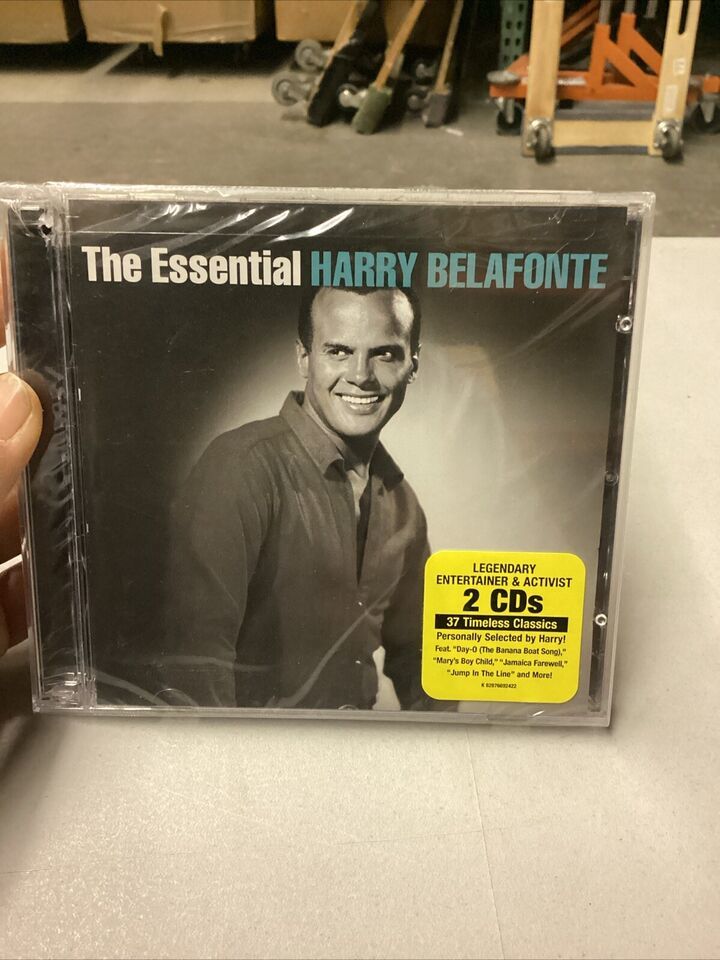 The Essential HARRY BELAFONTE
LEGENDARY
ENTERTAINER & ACTIVIST
2 CDs
37 Timeless Classics
Personally Selected by Harry!
Feat. "Day-O (The Banana Boat Song),"
"Mary's Boy Child," "Jamaica Farewell,"
"Jump In The Line" and More!
K 82876692422